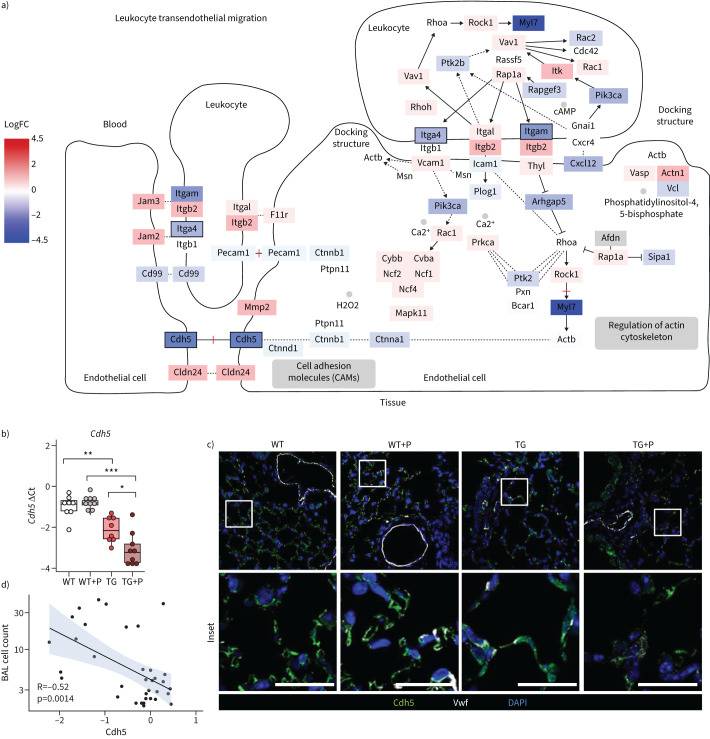 a)
Leukocyte transendothelial migration
LogFC
4.5
2
0
−2
−4.5
Blood
Leukocyte
Jam3
Itgam
Itgb2
Jam2
Itga4
Itgb1
Cd99
Cd99
Itgal
Itgb2
F11r
Pecam1
Pecam1
Ctnnb1
Ptpn11
Mmp2
H2O2
Ptpn11
Cdh5
Cdh5
Ctnnb1
Ctnna1
Ctnnd1
Cldn24
Cldn24
Cell adhesion
molecules (CAMs)
Endothelial cell
Endothelial cell
Tissue
Docking
structure
Leukocyte
Rhoa
Rock1
Myl7
Vav1
Rac2
Cdc42
Rac1
Ptk2b
Rassf5
Rap1a
Itk
Vav1
Rapgef3
Pik3ca
Rhoh
cAMP
Gnai1
Itga4
Itgb1
Itgal
Itgb2
Itgam
Itgb2
Cxcr4
Docking
structure
Actb
Vcam1
Icam1
Thyl
Cxcl12
Msn
Msn
Actb
Vasp
Actn1
Vcl
Plog1
Pik3ca
Arhgap5
Phosphatidylinositol-4,
5-bisphosphate
Ca2+
Rac1
Ca2+
Prkca
Rhoa
Afdn
Rap1a
Sipa1
Cybb
Cvba
Ncf2
Ncf1
Ncf4
Ptk2
Pxn
Bcar1
Rock1
Myl7
Mapk11
Actb
Regulation of actin
cytoskeleton
b)
Cdh5
Cdh5 ΔCt
2
0
−2
−4
**
***
*
WT
WT+P
TG
TG+P
c)
WT
WT+P
TG
TG+P
Inset
Cdh5
Vwf
DAPI
d)
BAL cell count
30
10
3
R=−0.52
p=0.0014
−2
−1
0
1
Cdh5